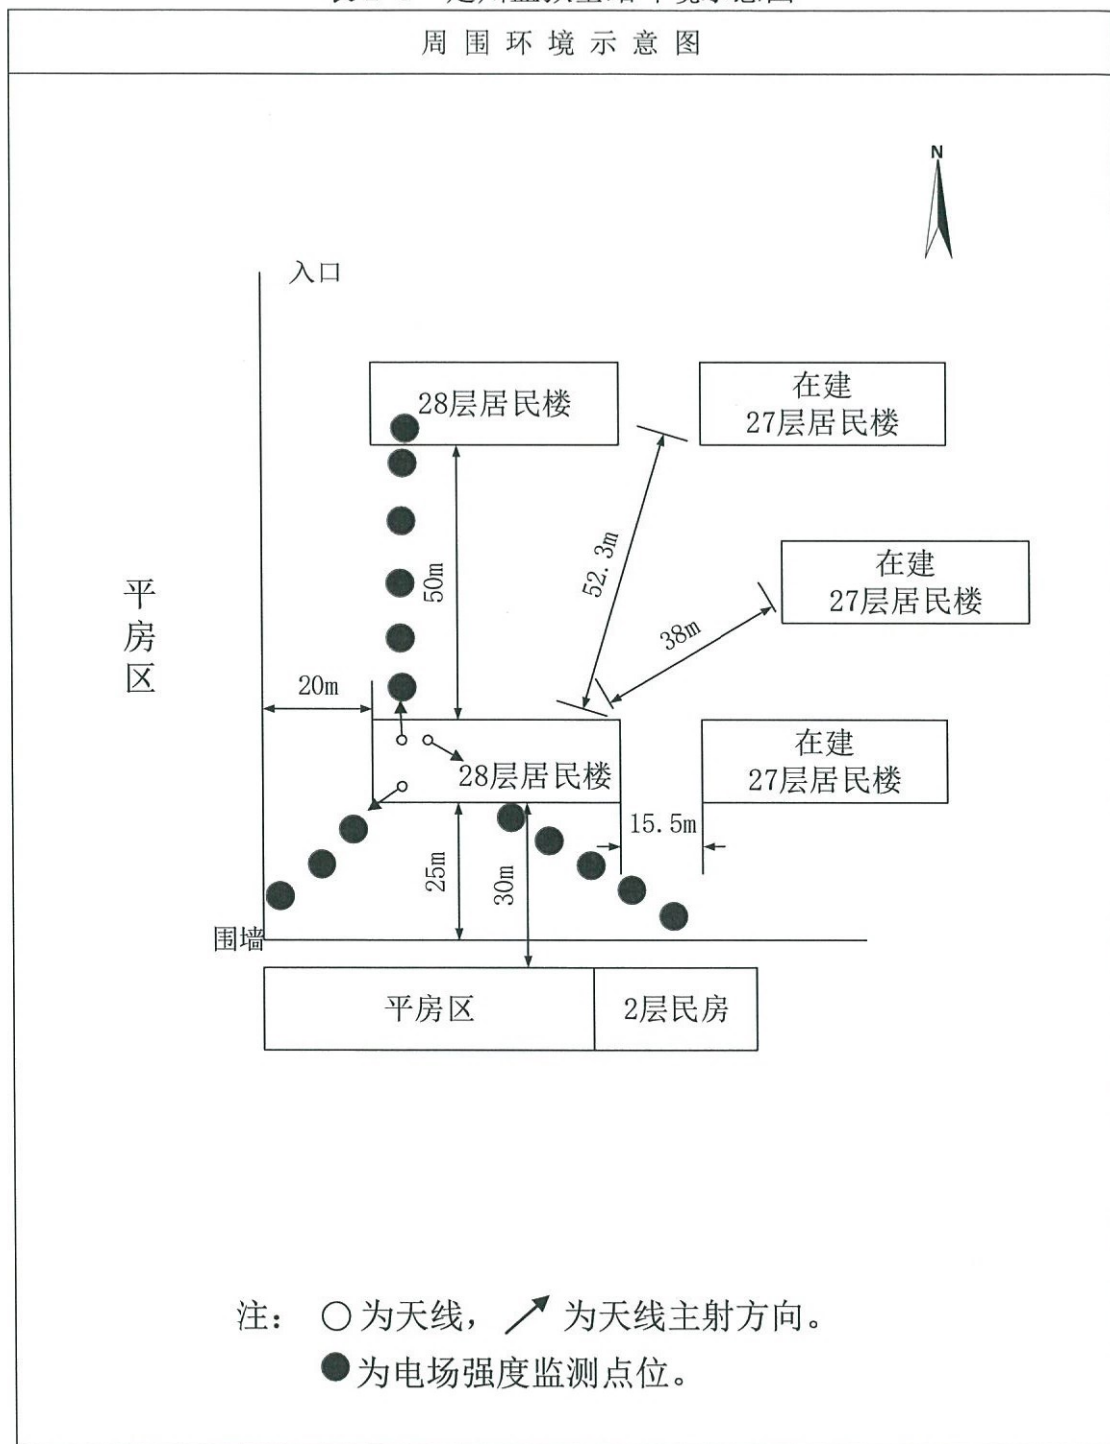 周围环境示意图
N
入口
28层居民楼
在建
27层居民楼
52.3m
50m
在建
27层居民楼
38m
平
房
区
20m
28层居民楼
在建
27层居民楼
15.5m
25m
30m
围墙
平房区
2层民房
注： ○为天线， ↗ 为天线主射方向。
●为电场强度监测点位。